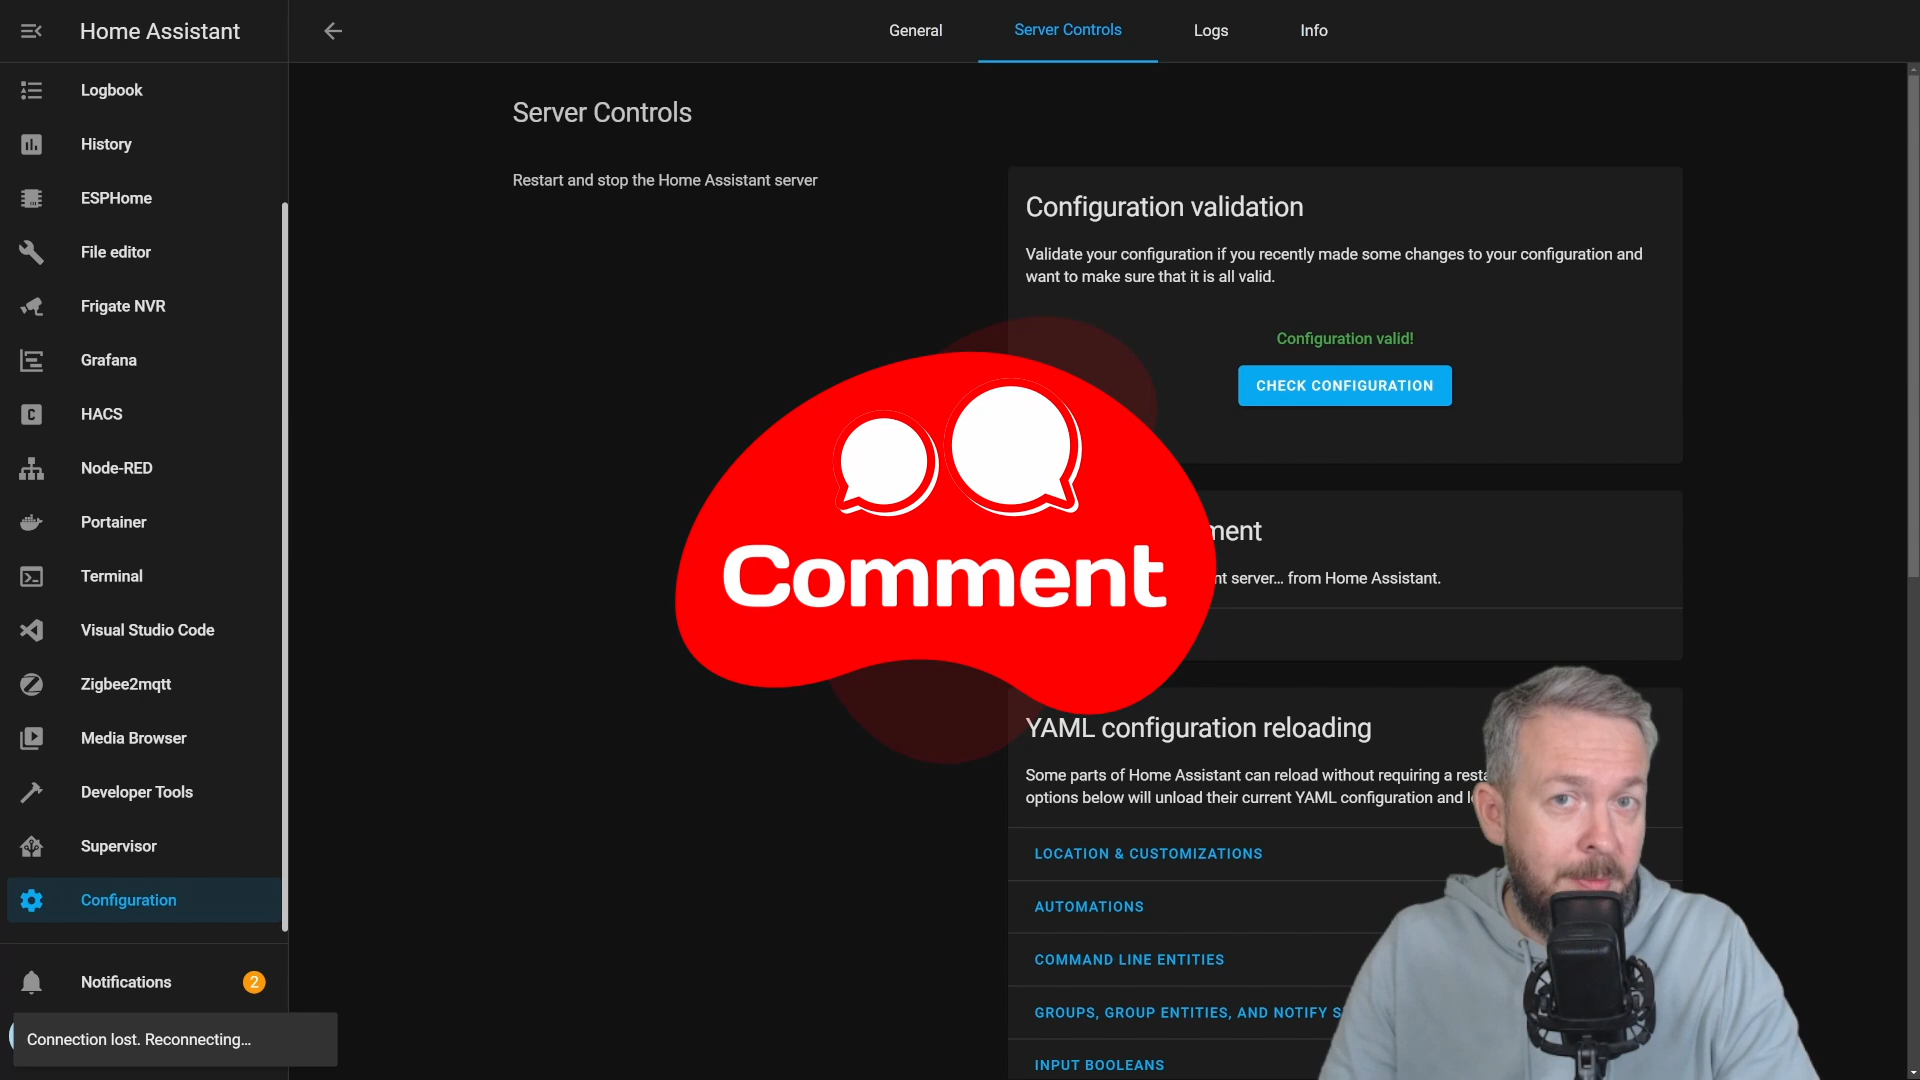 Home Assistant
General
Server Controls
Logs
Info
Logbook
History
ESPHome
File editor
Frigate NVR
Grafana
HACS
Node-RED
Portainer
Terminal
Visual Studio Code
Zigbee2mqtt
Media Browser
Developer Tools
Supervisor
Configuration
Notifications
2
Connection lost. Reconnecting...
Server Controls
Restart and stop the Home Assistant server
Configuration validation
Validate your configuration if you recently made some changes to your configuration and
want to make sure that it is all valid.
Configuration valid!
CHECK CONFIGURATION
Comment
server... from Home Assistant.
YAML configuration reloading
Some parts of Home Assistant can reload without requiring a
options below will unload their current YAML configuration and
LOCATION & CUSTOMIZATIONS
AUTOMATIONS
COMMAND LINE ENTITIES
GROUPS, GROUP ENTITIES, AND NOTIFY
INPUT BOOLEANS